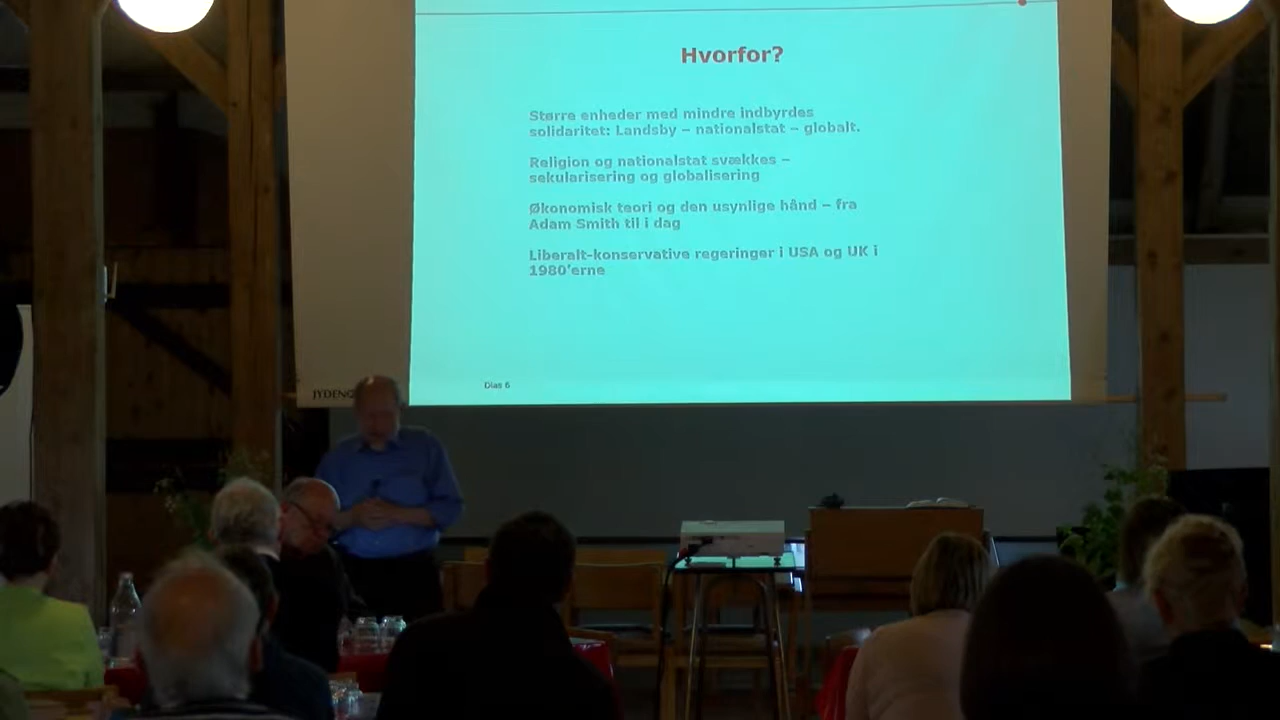 Hvorfor?
Større enheder med mindre indbyrdes
solidaritet: Landsby – nationalstat – globalt.
Religion og nationalstat svækkes –
sekularisering og globalisering
Økonomisk teori og den usynlige hånd – fra
Adam Smith til i dag
Liberalt-konservative regeringer i USA og UK i
1980'erne
Dias 6